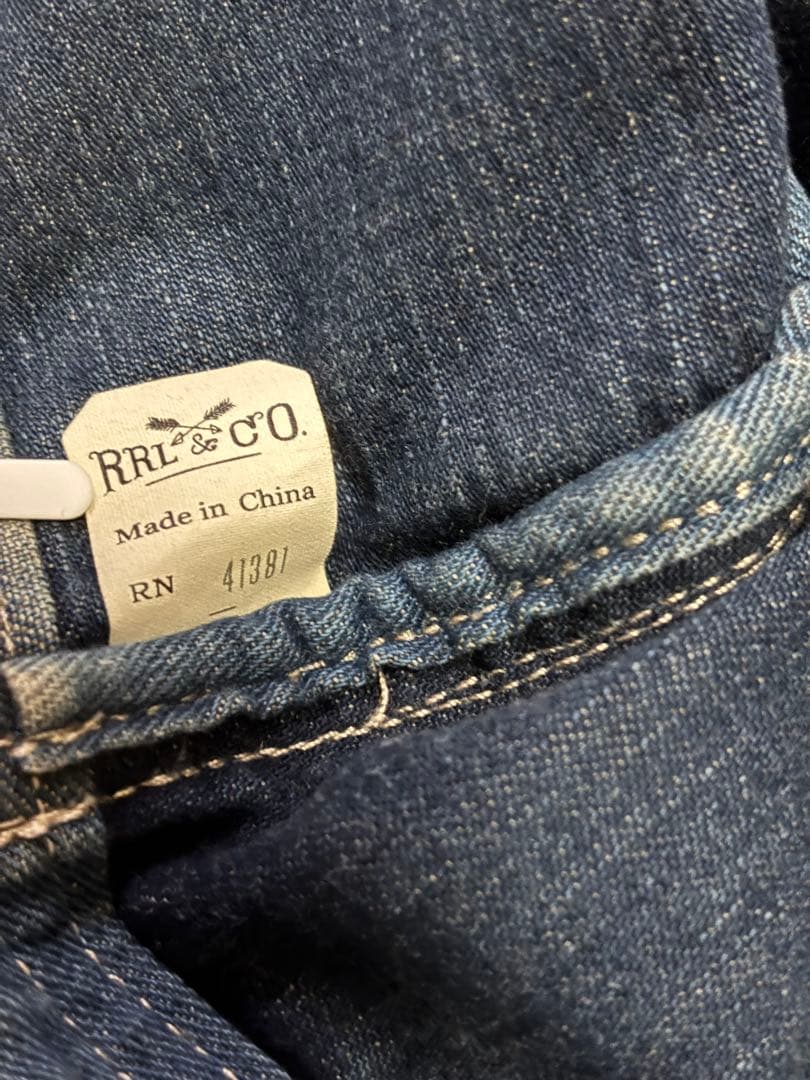 RRL & CO.
Made in China
RN 41381